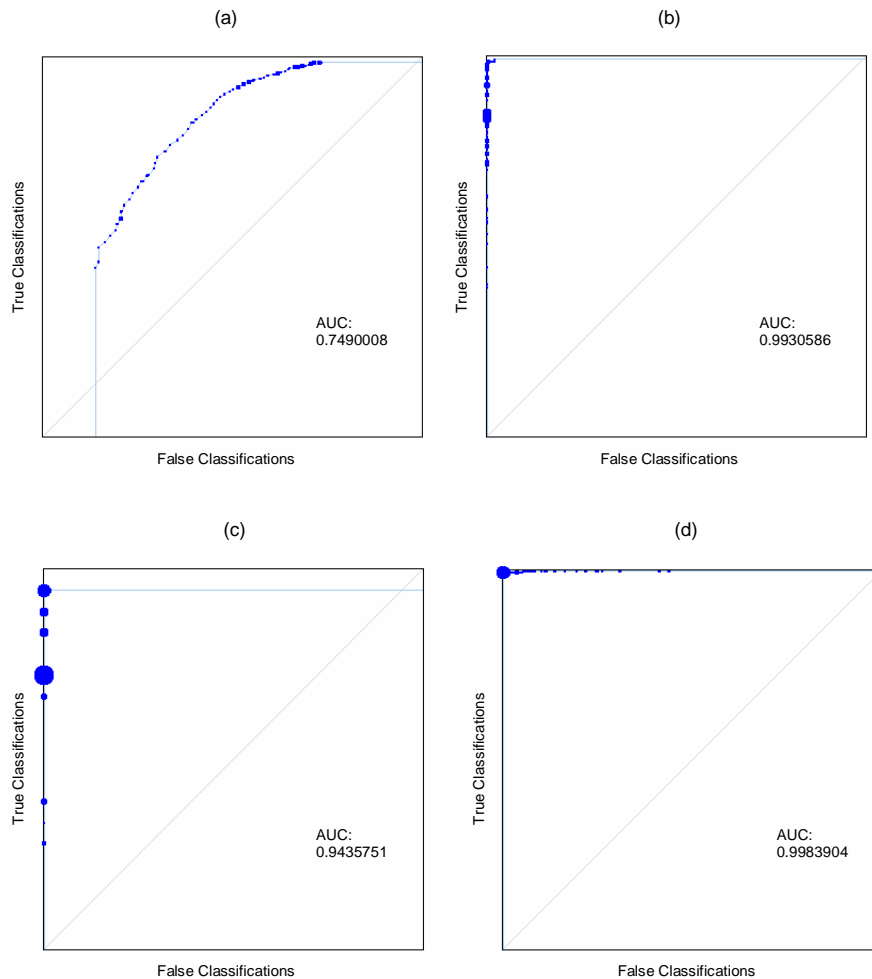 (a)
True Classifications
AUC:
0.7490008
False Classifications
(b)
True Classifications
AUC:
0.9930586
False Classifications
(c)
True Classifications
AUC:
0.9435751
False Classifications
(d)
True Classifications
AUC:
0.9983904
False Classifications